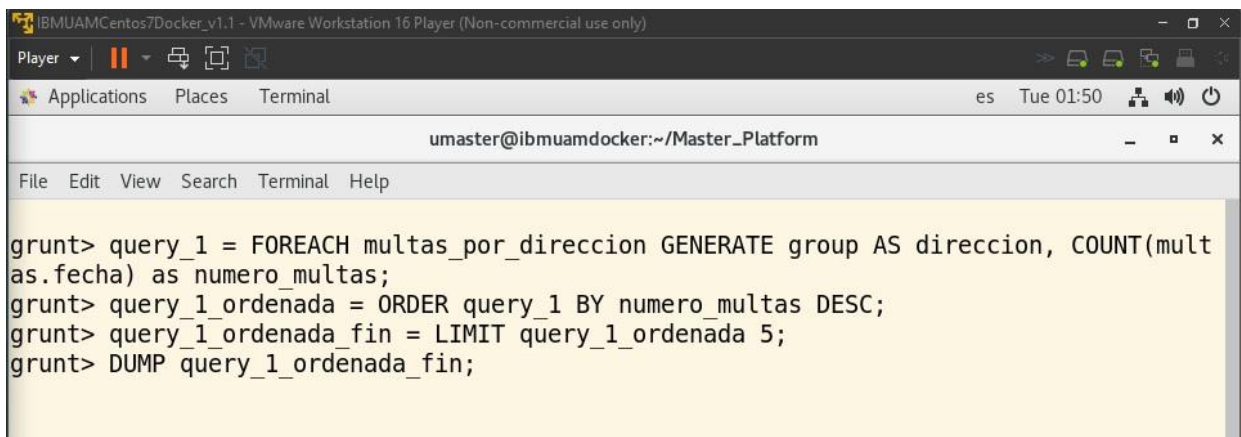 IBMUAMCentos7Docker_v1.1 - VMware Workstation 16 Player (Non-commercial use only)
Player
Applications Places Terminal es Tue 01:50
umaster@ibmuamdocker:~/Master_Platform
File Edit View Search Terminal Help
grunt> query_1 = FOREACH multas_por_direccion GENERATE group AS direccion, COUNT(mult
as.fecha) as numero_multas;
grunt> query_1_ordenada = ORDER query_1 BY numero_multas DESC;
grunt> query_1_ordenada_fin = LIMIT query_1_ordenada 5;
grunt> DUMP query_1_ordenada_fin;